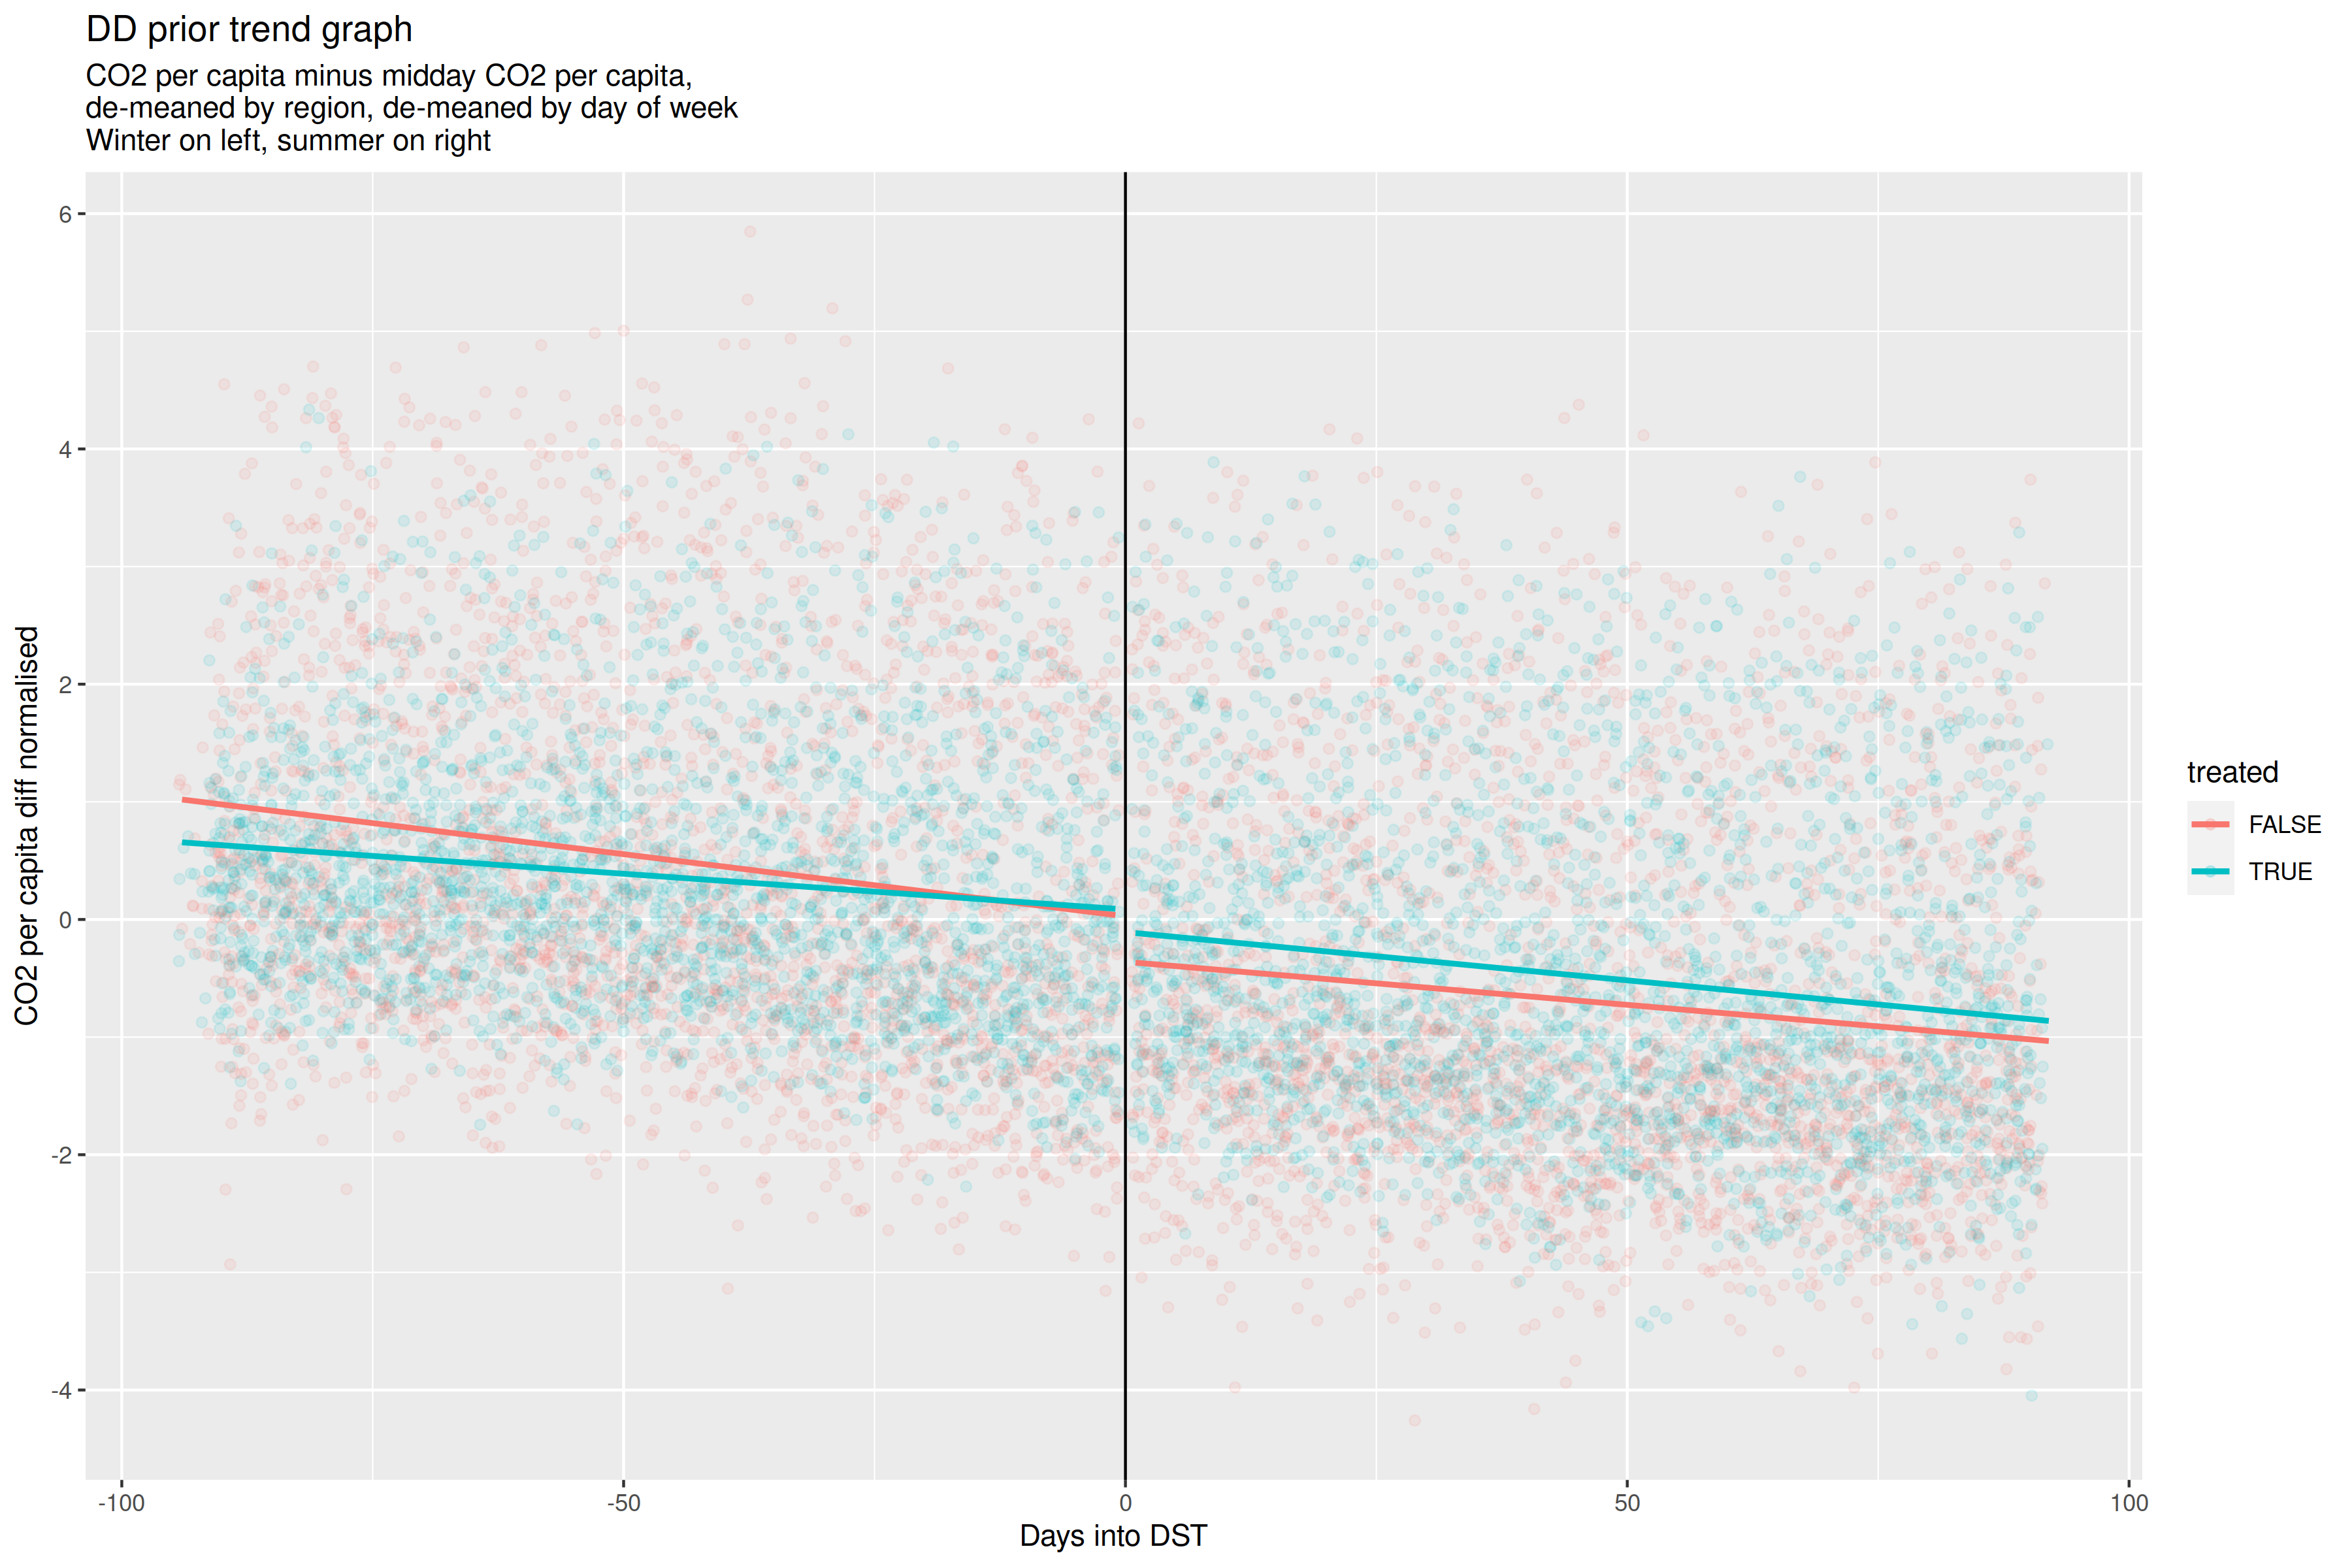 DD prior trend graph
CO2 per capita minus midday CO2 per capita,
de-meaned by region, de-meaned by day of week
Winter on left, summer on right
CO2 per capita diff normalised
6
4
2
0
-2
-4
-100
-50
0
50
100
Days into DST
treated
FALSE
TRUE